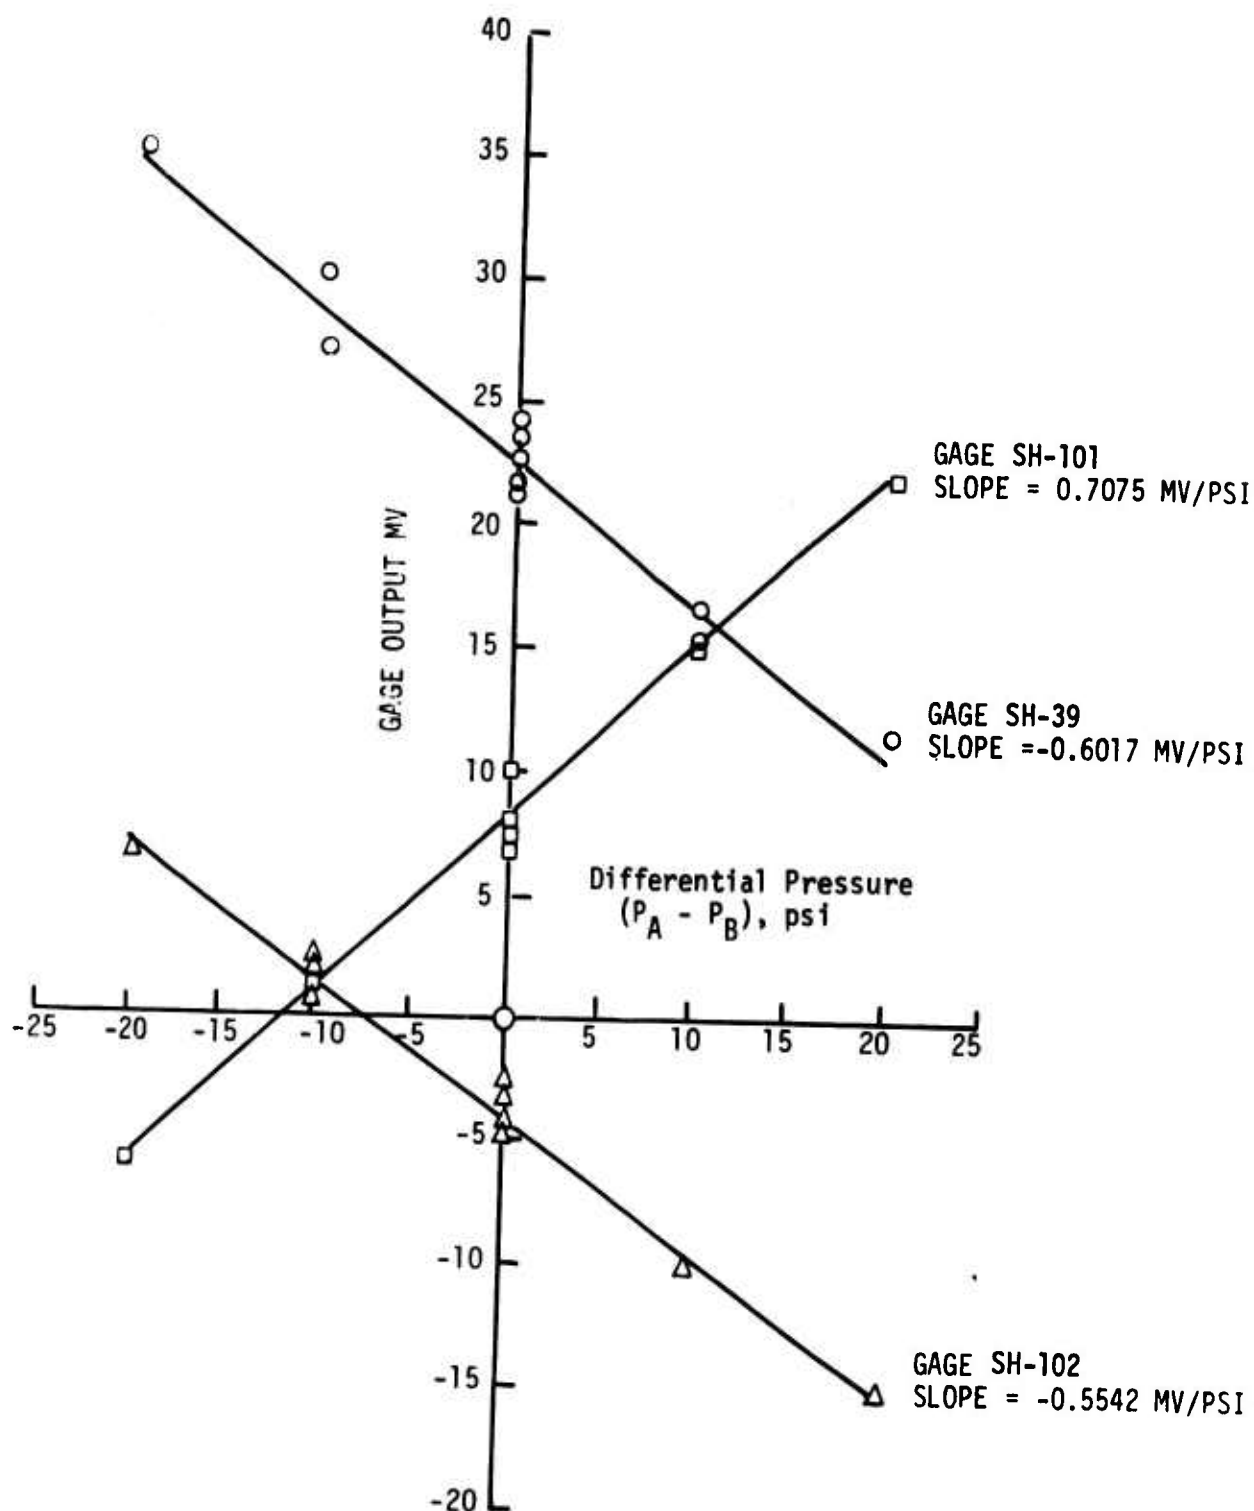 40
35
30
25
20
15
10
5
-5
-10
-15
-20
GAGE OUTPUT MV
GAGE SH-101
SLOPE = 0.7075 MV/PSI
GAGE SH-39
SLOPE =-0.6017 MV/PSI
Differential Pressure
(PA - PB), psi
-25 -20 -15 -10 -5 5 10 15 20 25
GAGE SH-102
SLOPE = -0.5542 MV/PSI